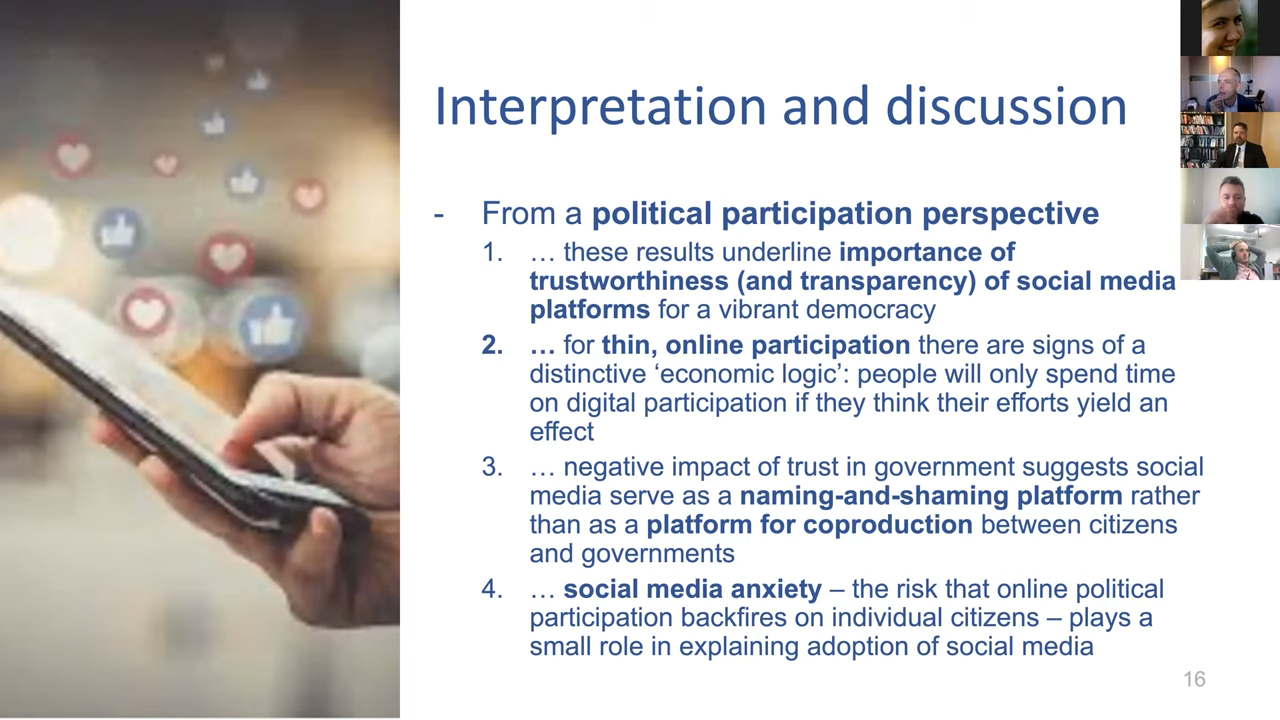 Interpretation and discussion
- From a political participation perspective
1. … these results underline importance of
trustworthiness (and transparency) of social media
platforms for a vibrant democracy
2. … for thin, online participation there are signs of a
distinctive ‘economic logic’: people will only spend time
on digital participation if they think their efforts yield an
effect
3. … negative impact of trust in government suggests social
media serve as a naming-and-shaming platform rather
than as a platform for coproduction between citizens
and governments
4. … social media anxiety – the risk that online political
participation backfires on individual citizens – plays a
small role in explaining adoption of social media
16